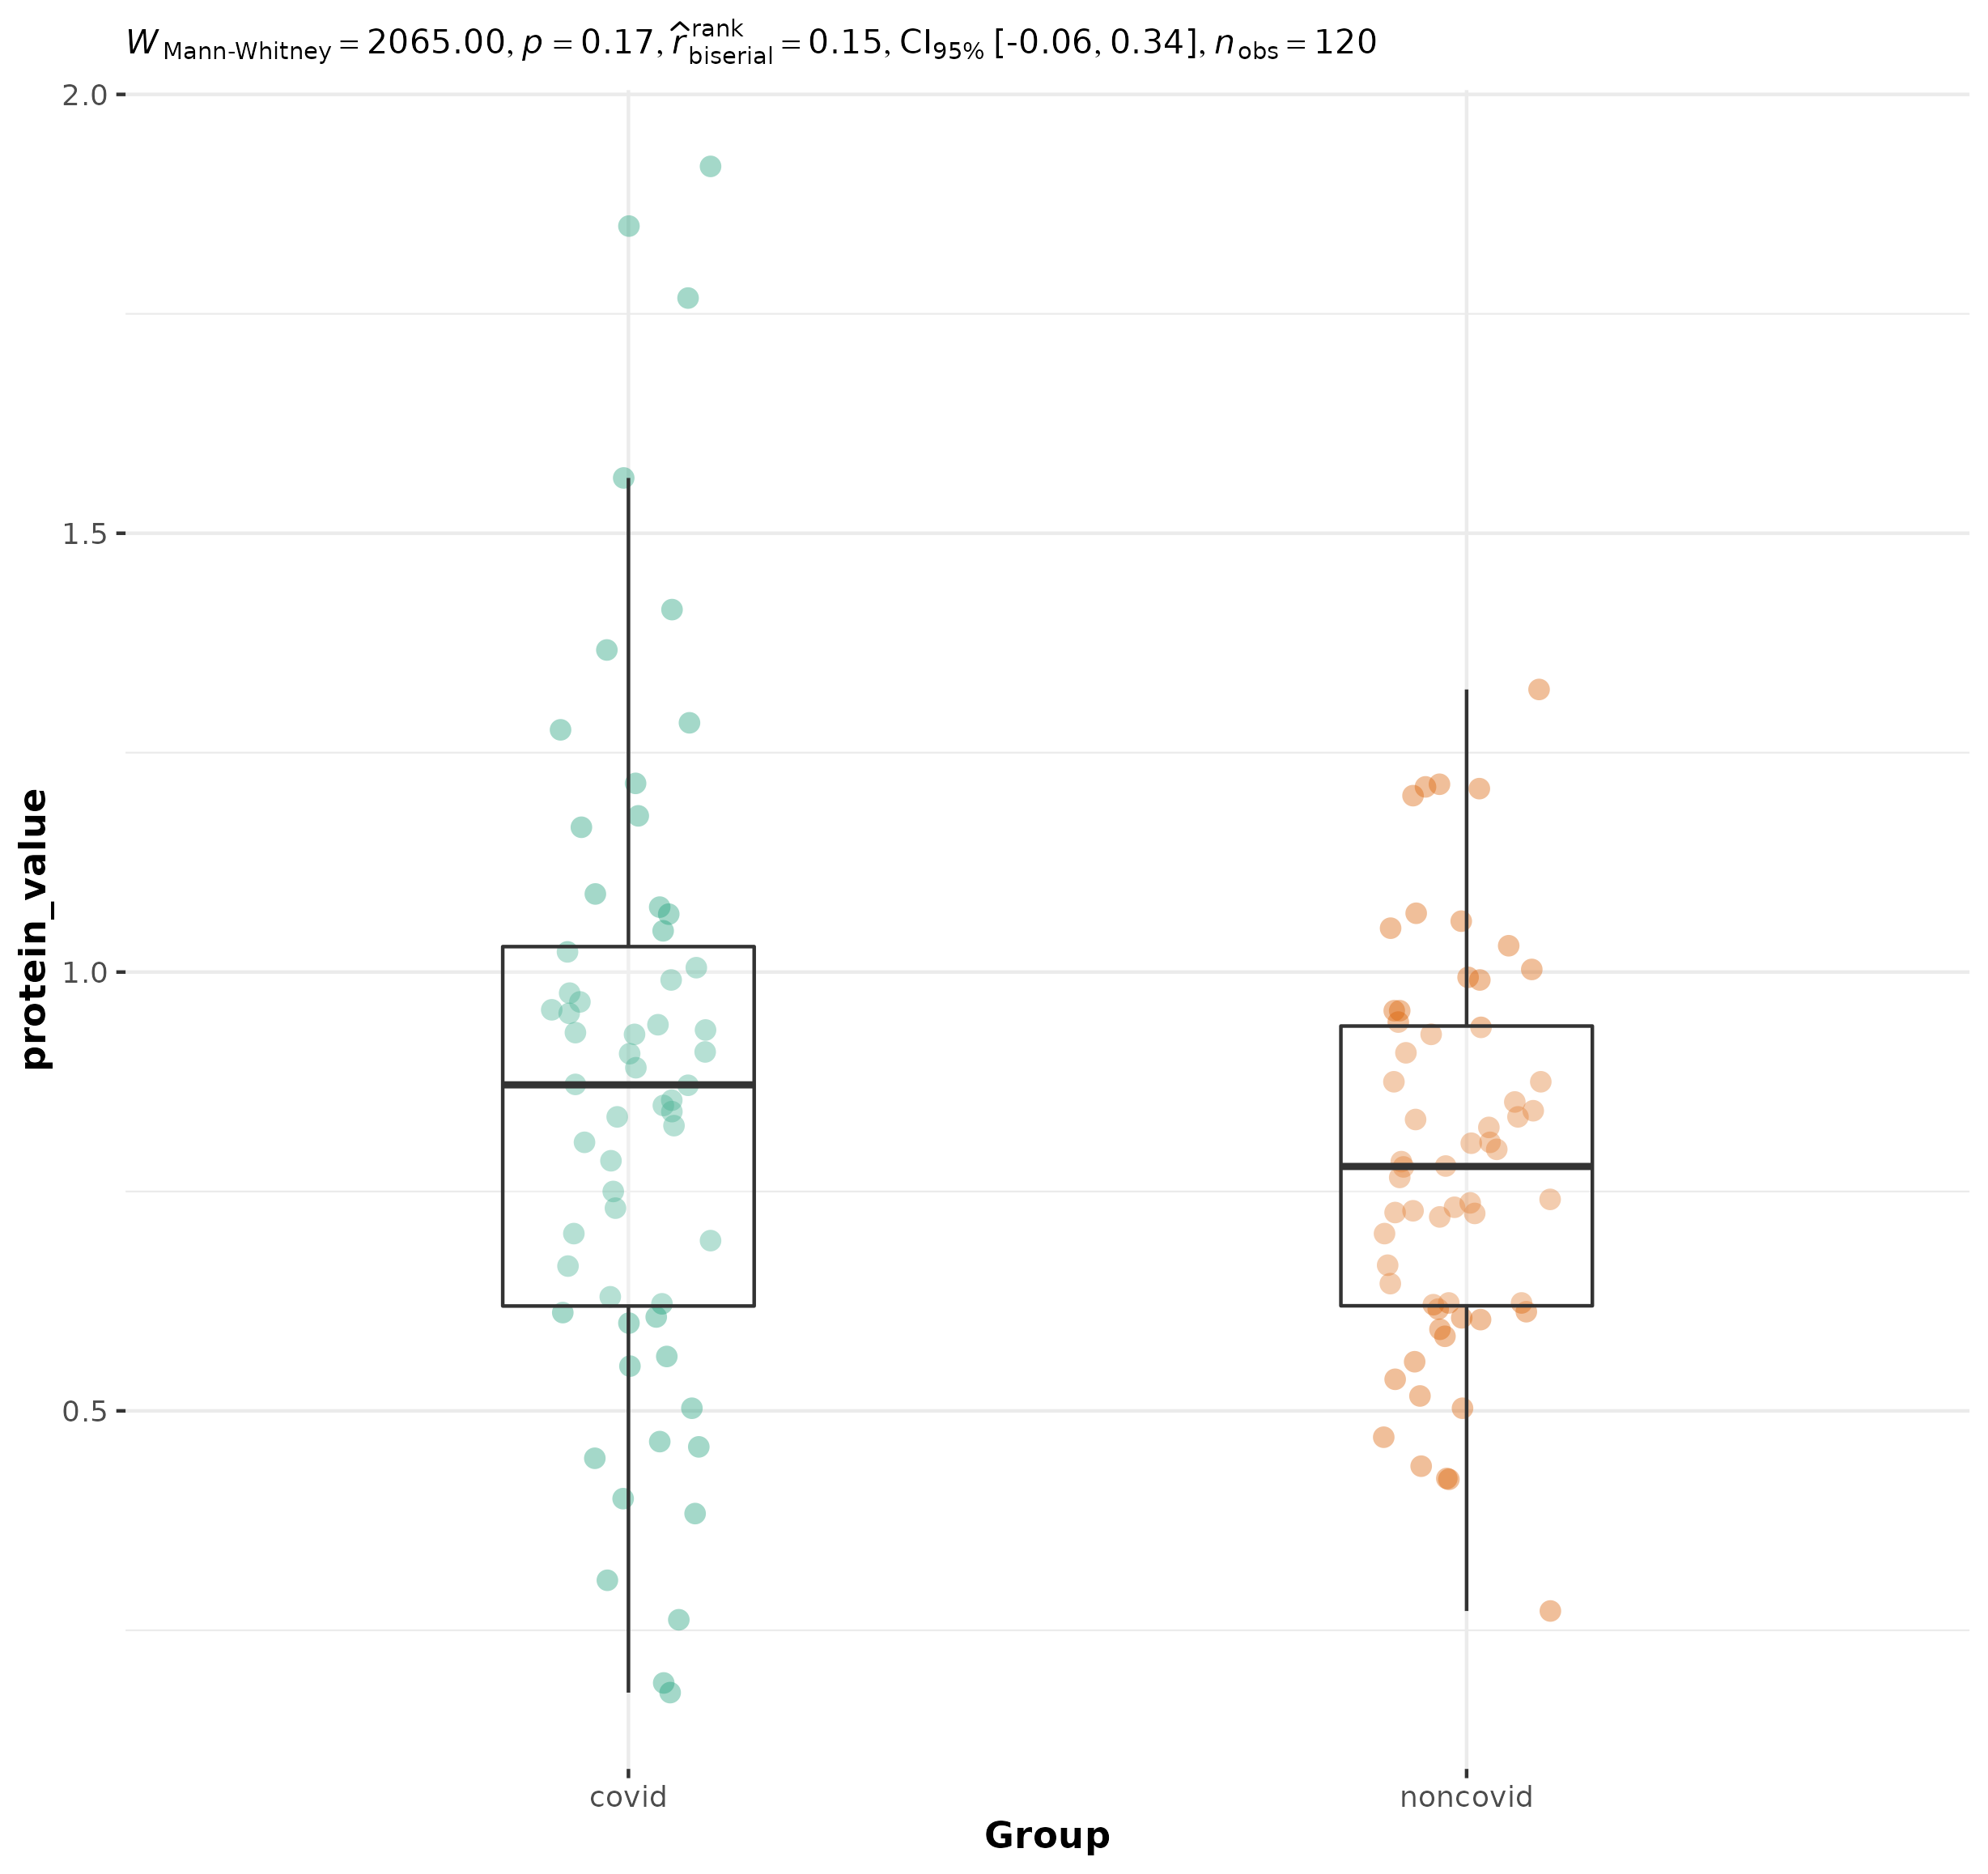 W Mann-Whitney = 2065.00, p = 0.17, r̂ rank biserial = 0.15, CI95% [-0.06, 0.34], n obs = 120
2.0
1.5
1.0
0.5
protein_value
covid noncovid
Group